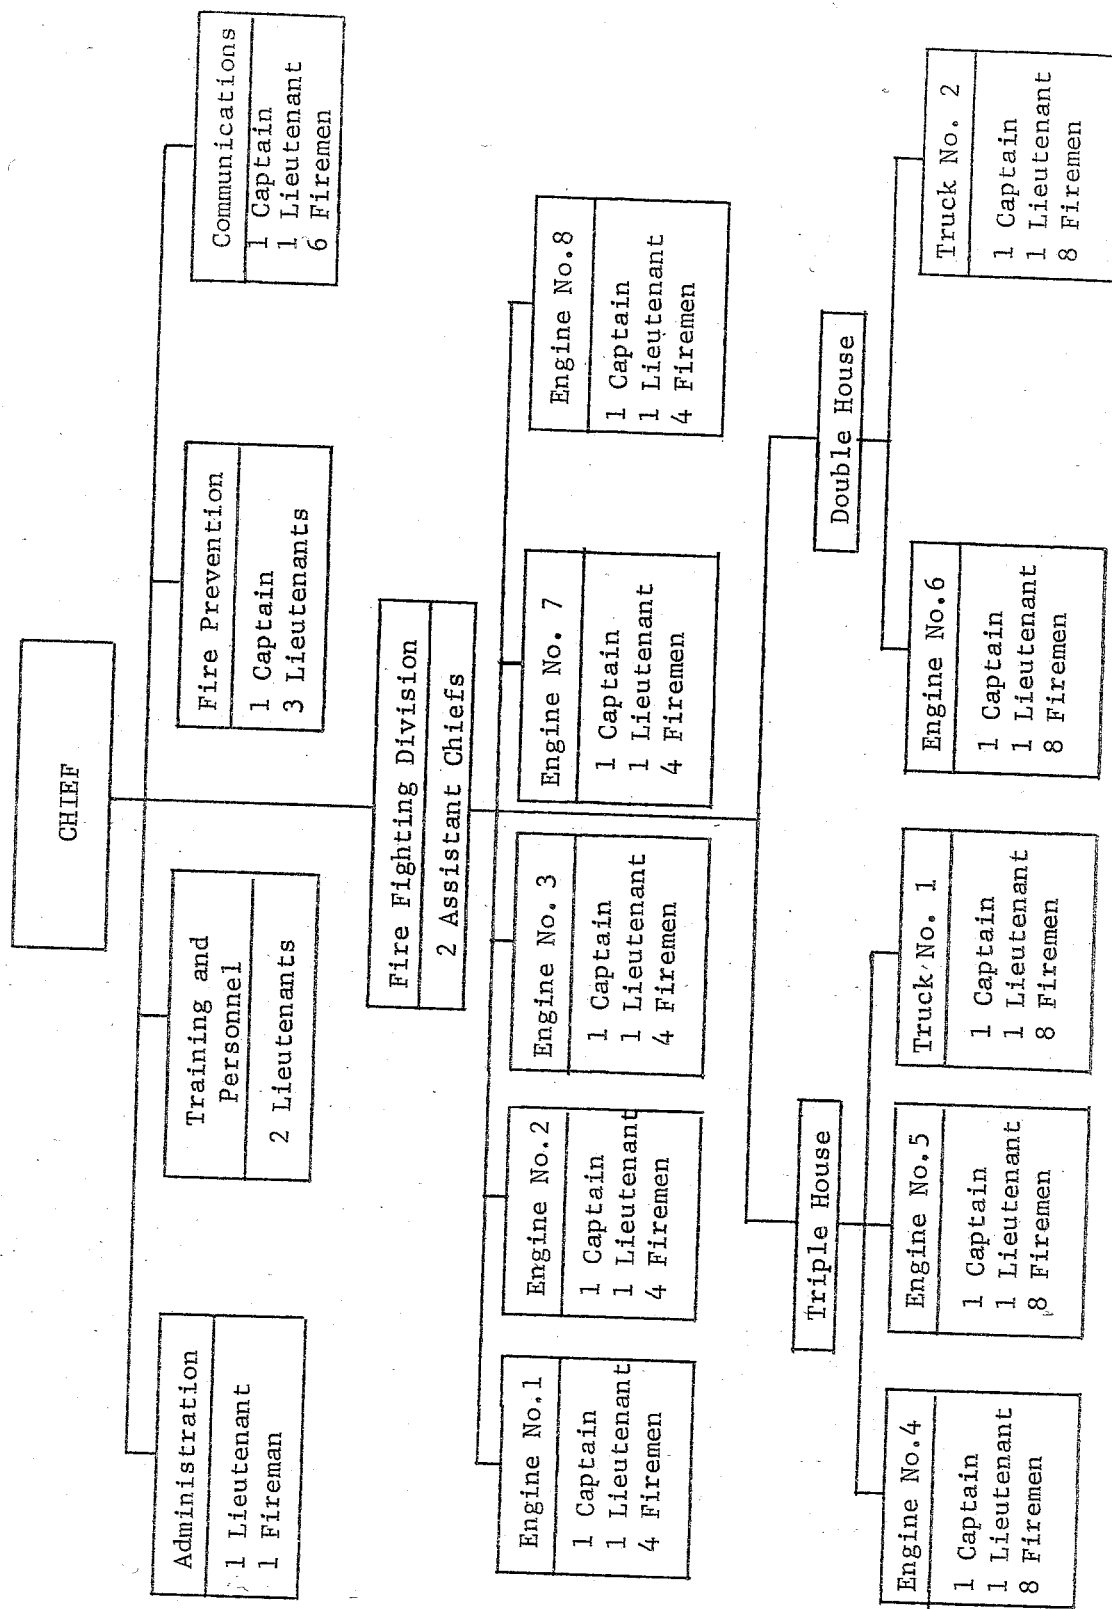 CHIEF
Administration
1 Lieutenant
1 Fireman
Training and
Personnel
2 Lieutenants
Fire Prevention
1 Captain
3 Lieutenants
Communications
1 Captain
1 Lieutenant
6 Firemen
Fire Fighting Division
2 Assistant Chiefs
Engine No.1
1 Captain
1 Lieutenant
4 Firemen
Engine No.2
1 Captain
1 Lieutenant
4 Firemen
Engine No. 3
1 Captain
1 Lieutenant
4 Firemen
Engine No. 7
1 Captain
1 Lieutenant
4 Firemen
Engine No.8
1 Captain
1 Lieutenant
4 Firemen
Triple House
Double House
Engine No.4
1 Captain
1 Lieutenant
8 Firemen
Engine No.5
1 Captain
1 Lieutenant
8 Firemen
Truck No. 1
1 Captain
1 Lieutenant
8 Firemen
Engine No.6
1 Captain
1 Lieutenant
8 Firemen
Truck No. 2
1 Captain
1 Lieutenant
8 Firemen